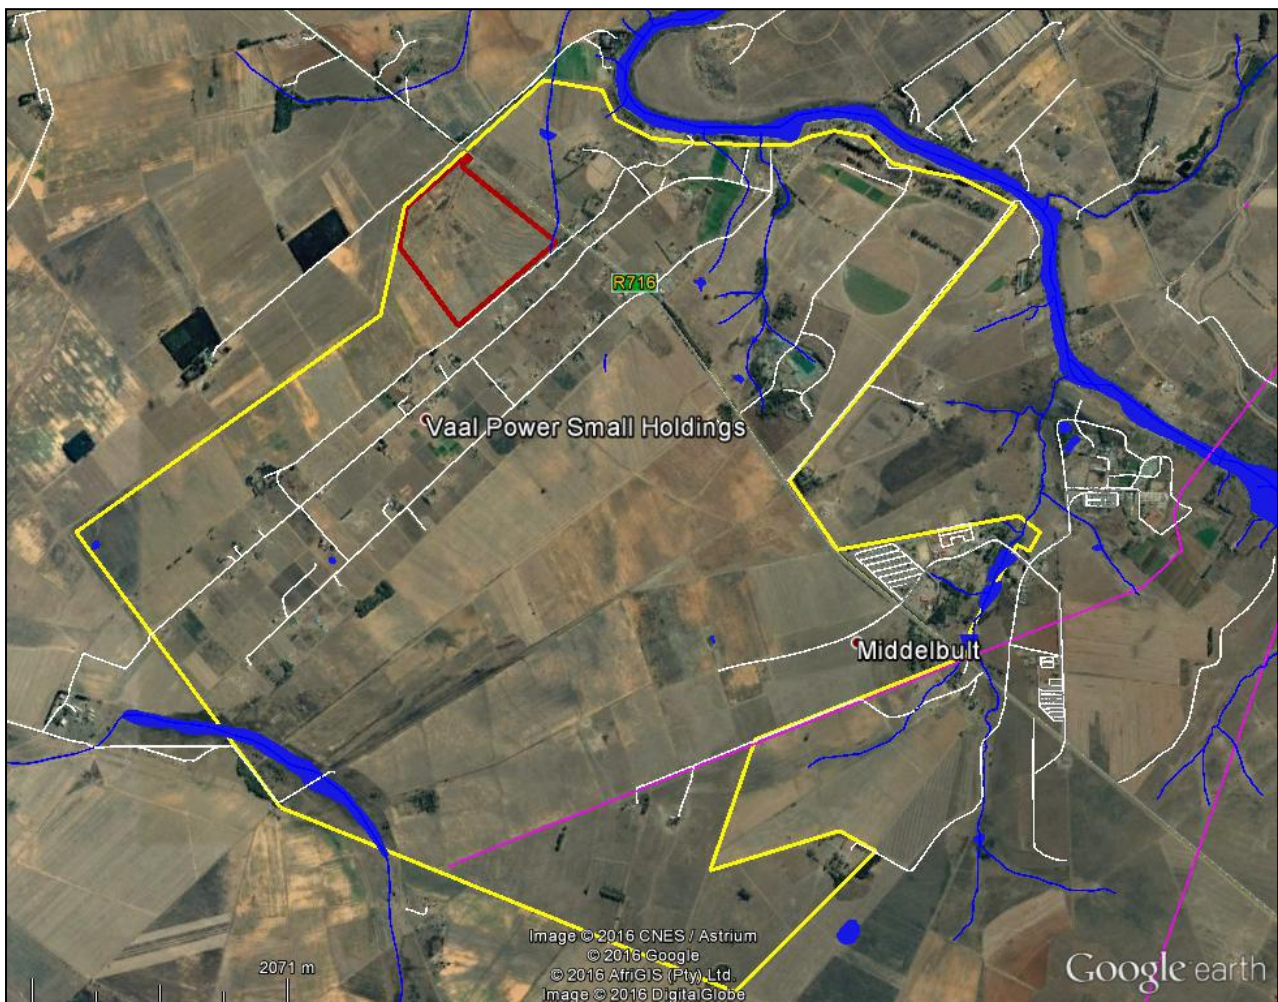 R716
Vaal Power Small Holdings
Middelbult
2071 m
Image © 2016 CNES / Astrium
© 2016 Google
© 2016 AfriGIS (Pty) Ltd.
Image © 2016 DigitalGlobe
Google earth